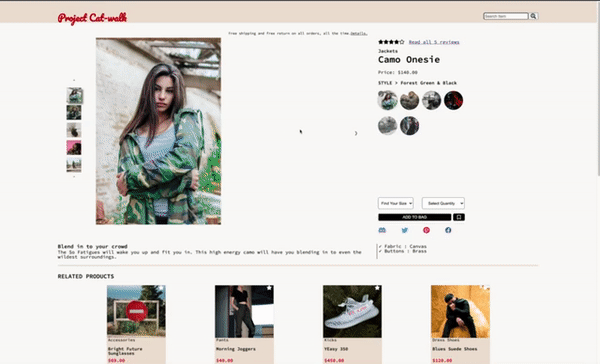 Project Cat-walk
Search Item
Free shipping and free return on all orders, all the time Details.
Read all 5 reviews
Jackets
Camo Onesie
Price: $140.00
STYLE > Forest Green & Black
Find Your Size
Select Quantity
ADD TO BAG
Blend in to your crowd
The So Fatigues will wake you up and fit you in. This high energy camo will have you blending in to even the
wildest surroundings.
✓ Fabric : Canvas
✓ Buttons : Brass
RELATED PRODUCTS
Accessories
Bright Future
Sunglasses
$69.00
Pants
Morning Joggers
$40.00
Kicks
YEasy 350
$450.00
Dress Shoes
Blues Suede Shoes
$120.00